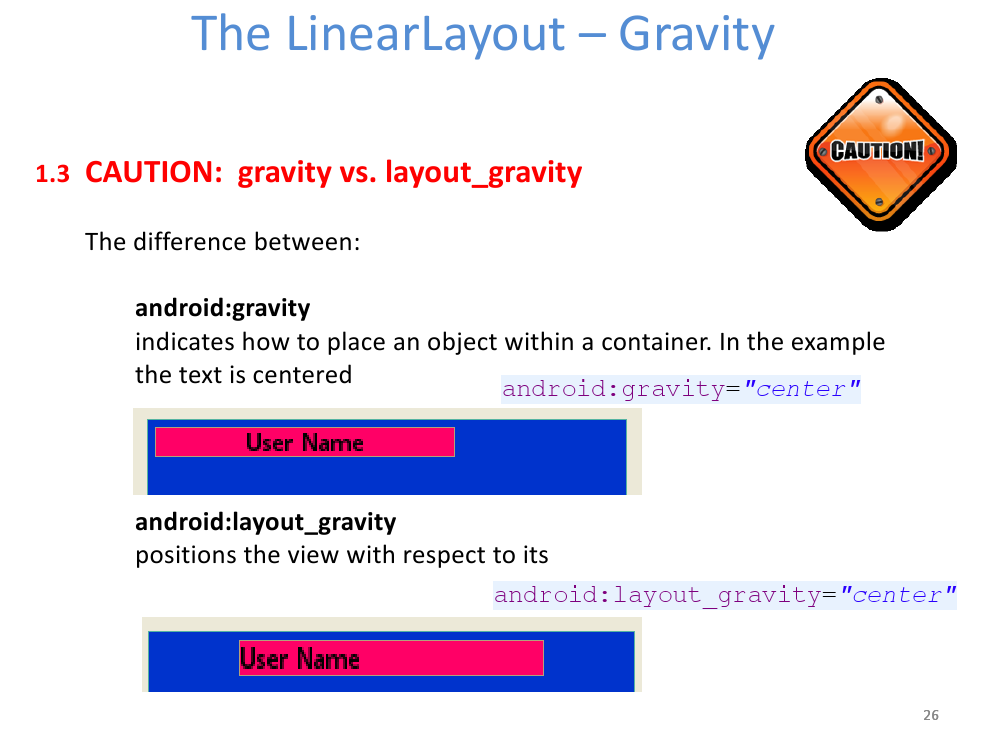 The LinearLayout – Gravity
CAUTION!
1.3 CAUTION: gravity vs. layout_gravity
The difference between:
android:gravity
indicates how to place an object within a container. In the example
the text is centered
android:gravity="center"
User Name
android:layout_gravity
positions the view with respect to its
android:layout_gravity="center"
User Name
26